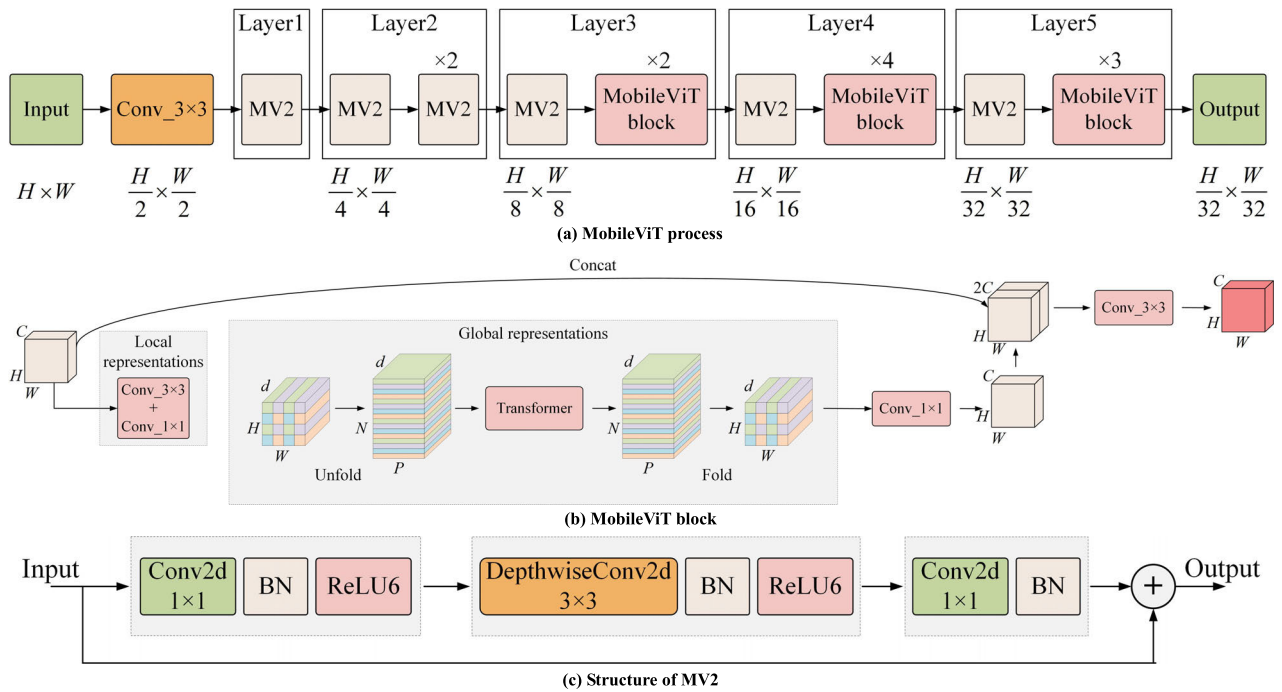 Layer1
Layer2
Layer3
Layer4
Layer5
×2
×2
×4
×3
Input
Conv_3×3
MV2
MV2
MV2
MV2
MobileViT
block
MV2
MobileViT
block
MV2
MobileViT
block
Output
H×W
H/2 × W/2
H/4 × W/4
H/8 × W/8
H/16 × W/16
H/32 × W/32
H/32 × W/32
(a) MobileViT process
Concat
C
H
W
Local
representations
Conv_3×3
+
Conv_1×1
Global representations
d
H
W
Unfold
d
N
P
Transformer
d
N
P
Fold
d
H
W
Conv_1×1
C
H
W
2C
H
W
Conv_3×3
C
H
W
(b) MobileViT block
Input
Conv2d
1×1
BN
ReLU6
DepthwiseConv2d
3×3
BN
ReLU6
Conv2d
1×1
BN
+
Output
(c) Structure of MV2